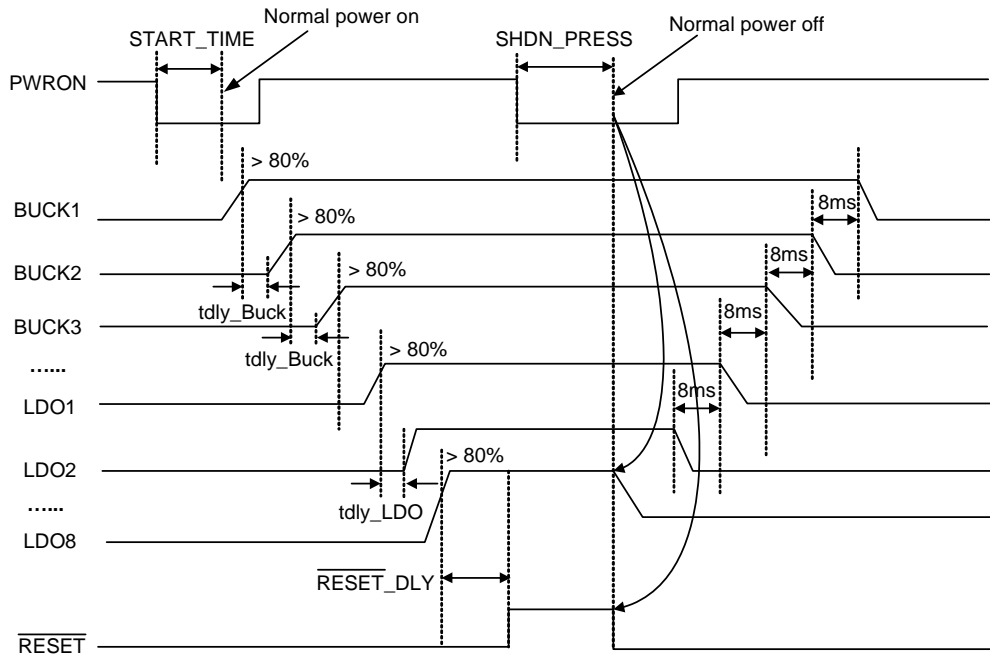 Normal power on
START_TIME
SHDN_PRESS
Normal power off
PWRON
> 80%
BUCK1
8ms
> 80%
BUCK2
8ms
tdly_Buck
> 80%
BUCK3
8ms
tdly_Buck
> 80%
…...
8ms
LDO1
LDO2
> 80%
…...
tdly_LDO
LDO8
RESET_DLY
RESET